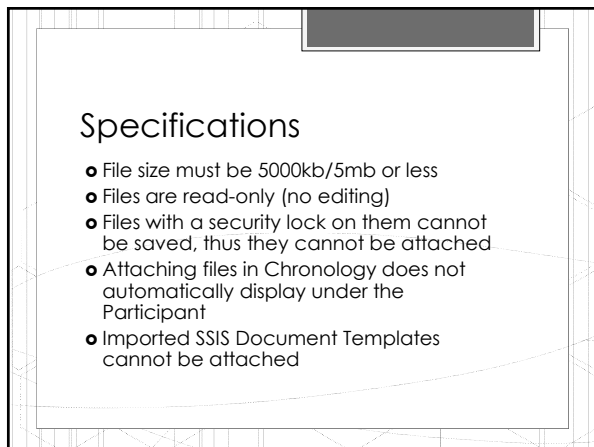 Specifications
File size must be 5000kb/5mb or less
Files are read-only (no editing)
Files with a security lock on them cannot
be saved, thus they cannot be attached
Attaching files in Chronology does not
automatically display under the
Participant
Imported SSIS Document Templates
cannot be attached